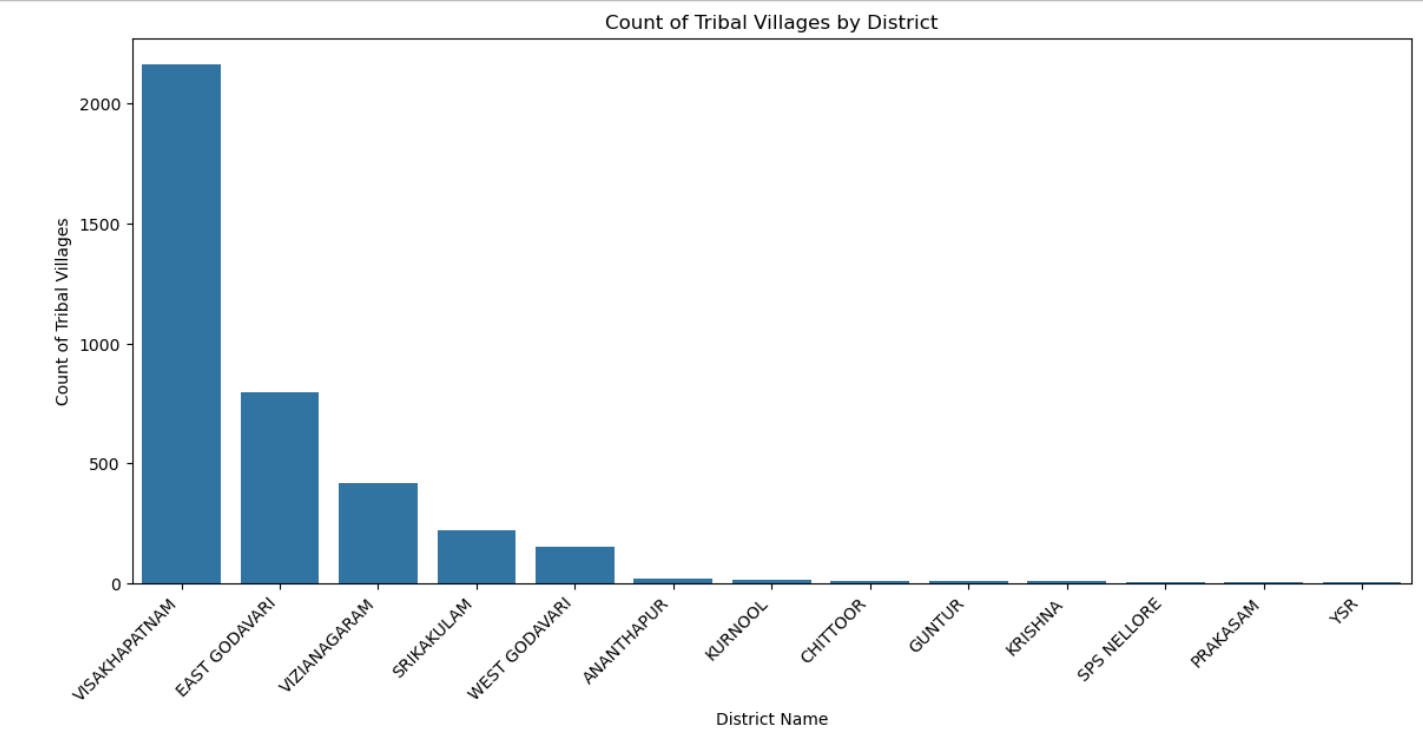 Count of Tribal Villages by District
Count of Tribal Villages
2000
1500
1000
500
0
VISAKHAPATNAM
EAST GODAVARI
VIZIANAGARAM
SRIKAKULAM
WEST GODAVARI
ANANTHAPUR
KURNOOL
CHITTOOR
GUNTUR
KRISHNA
SPS NELLORE
PRAKASAM
YSR
District Name